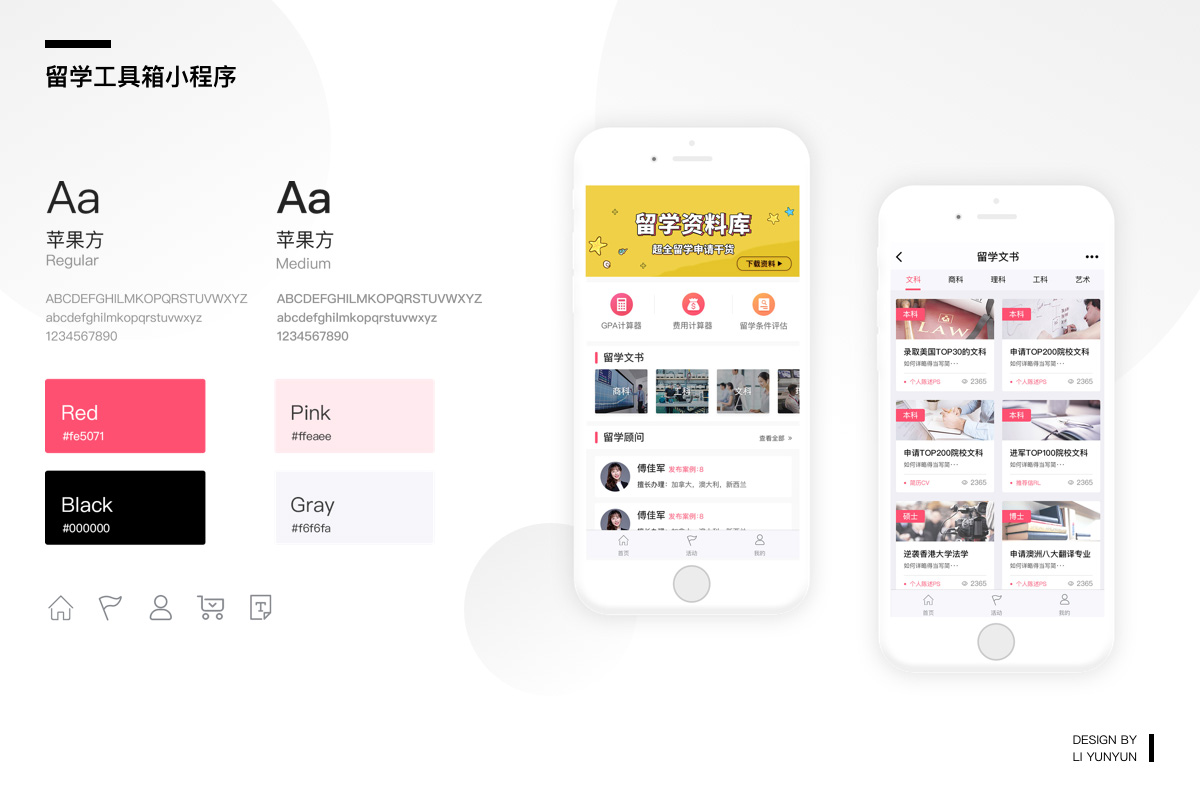 留学工具箱小程序
Aa
苹果方
Regular
ABCDEFGHILMKOPQRSTUVWXYZ
abcdefghilmkopqrstuvwxyz
1234567890
Aa
苹果方
Medium
ABCDEFGHILMKOPQRSTUVWXYZ
abcdefghilmkopqrstuvwxyz
1234567890
Red
#fe5071
Pink
#ffeaee
Black
#000000
Gray
#f6f6fa
T
留学资料库
超全留学申请干货
下载资料
GPA计算器
费用计算器
留学条件评估
留学文书
商科
工科
文科
理
留学顾问
查看全部 »
傅佳军 发布案例:8
擅长办理：加拿大，澳大利，新西兰
傅佳军 发布案例:8
擅长办理：加拿大，澳大利，新西兰
首页
活动
我的
留学文书
文科 商科 理科 工科 艺术
本科
LAW
录取美国TOP30的文科
如何详略得当写简···
个人陈述PS 2365
本科
申请TOP200院校文科
如何详略得当写简···
个人陈述PS 2365
本科
申请TOP200院校文科
如何详略得当写简···
简历CV 2365
本科
进军TOP100院校文科
如何详略得当写简···
推荐信RL 2365
硕士
逆袭香港大学法学
如何详略得当写简···
个人陈述PS 2365
博士
申请澳洲八大翻译专业
如何详略得当写简···
个人陈述PS 2365
首页
活动
我的
DESIGN BY
LI YUNYUN